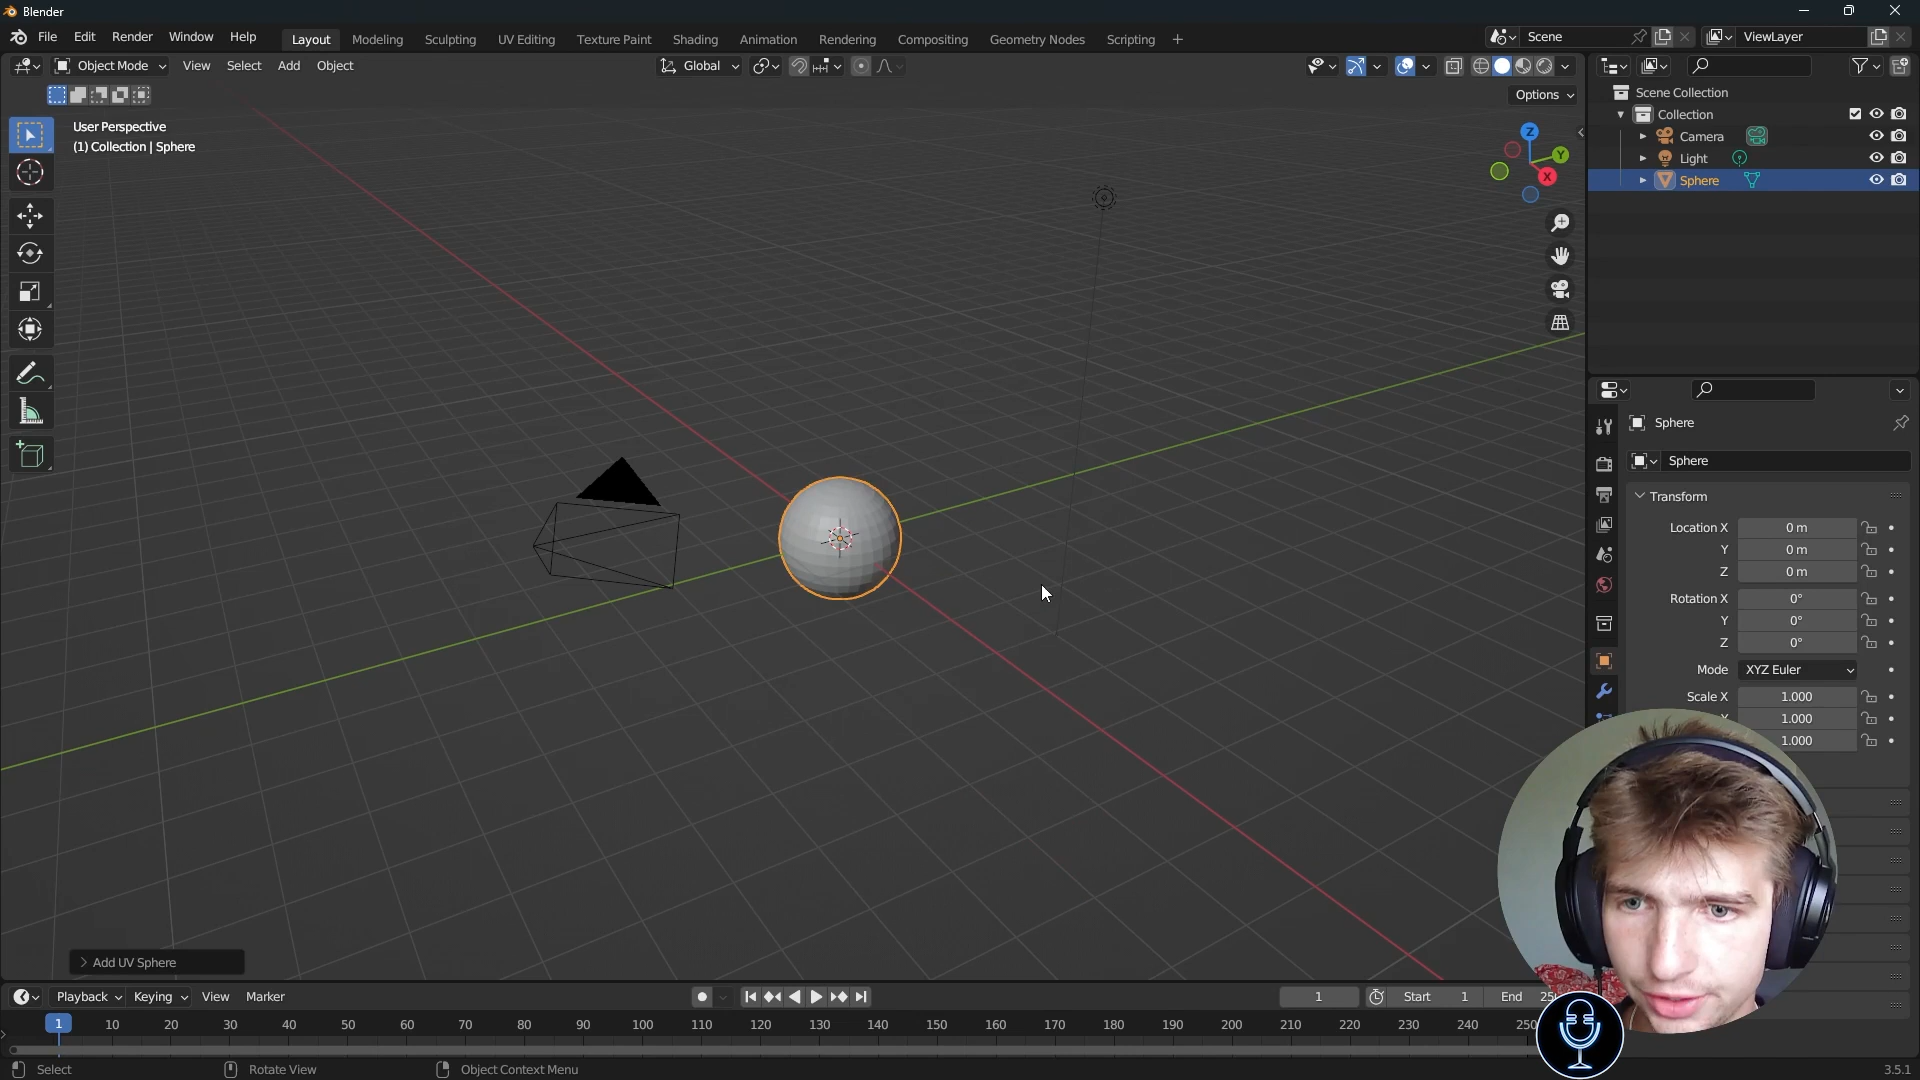 Blender
File Edit Render Window Help Layout Modeling Sculpting UV Editing Texture Paint Shading Animation Rendering Compositing Geometry Nodes Scripting + Scene ViewLayer
Object Mode View Select Add Object Global
Options
User Perspective
(1) Collection | Sphere
Z
Y
X
Scene Collection
Collection
Camera
Light
Sphere
Sphere
Sphere
Transform
Location X 0 m
Y 0 m
Z 0 m
Rotation X 0°
Y 0°
Z 0°
Mode XYZ Euler
Scale X 1.000
Y 1.000
1.000
Add UV Sphere
Playback Keying View Marker 1 Start 1 End 25
1 10 20 30 40 50 60 70 80 90 100 110 120 130 140 150 160 170 180 190 200 210 220 230 240 250
Select Rotate View Object Context Menu 3.5.1